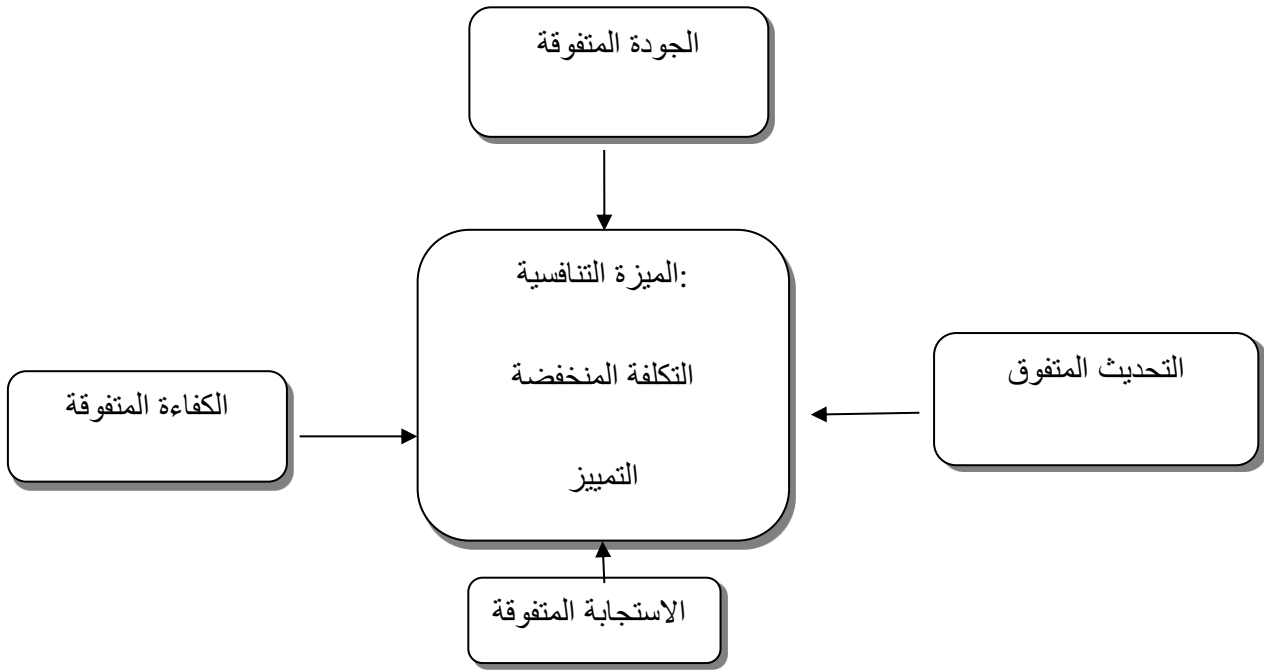 الجودة المتفوقة
الميزة التنافسية:
التكلفة المنخفضة
التمييز
التحديث المتفوق
الكفاءة المتفوقة
الاستجابة المتفوقة